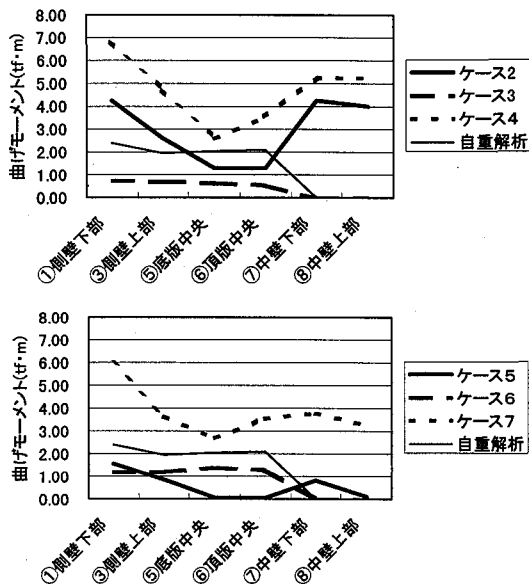 8.00
7.00
6.00
5.00
4.00
3.00
2.00
1.00
0.00
曲げモーメント(tf・m)
①側壁下部
③側壁上部
⑤底版中央
⑥頂版中央
⑦中壁下部
⑧中壁上部
ケース2
ケース3
ケース4
自重解析
8.00
7.00
6.00
5.00
4.00
3.00
2.00
1.00
0.00
曲げモーメント(tf・m)
①側壁下部
③側壁上部
⑤底版中央
⑥頂版中央
⑦中壁下部
⑧中壁上部
ケース5
ケース6
ケース7
自重解析